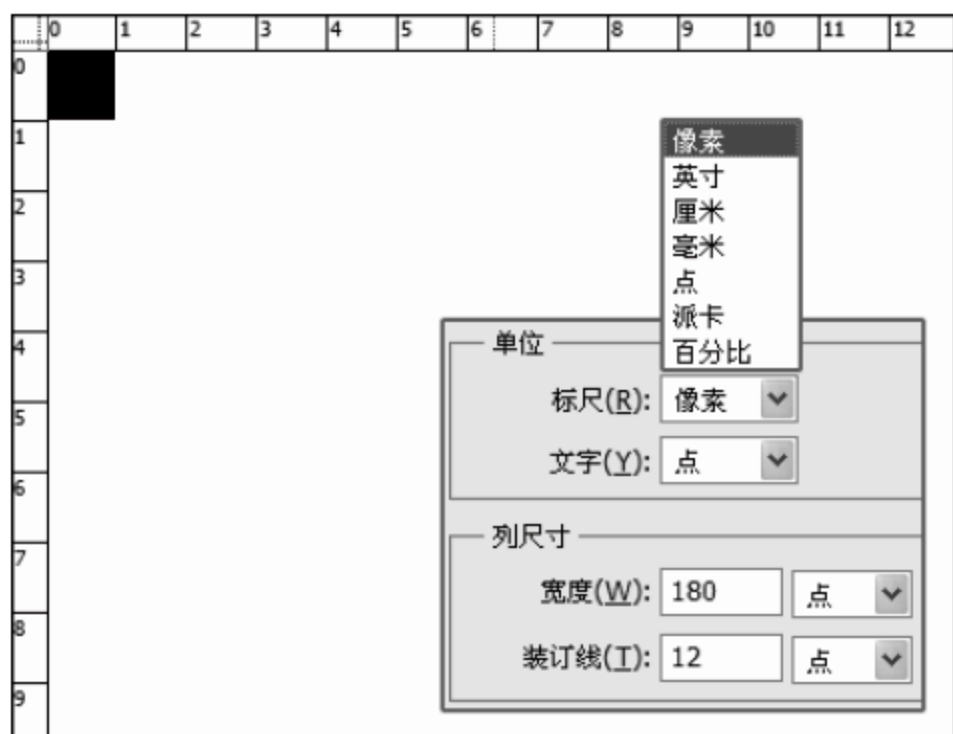 0 1 2 3 4 5 6 7 8 9 10 11 12
0
1
2
3
4
5
6
7
8
9
像素
英寸
厘米
毫米
点
派卡
百分比
单位
标尺(R): 像素
文字(Y): 点
列尺寸
宽度(W): 180 点
装订线(T): 12 点